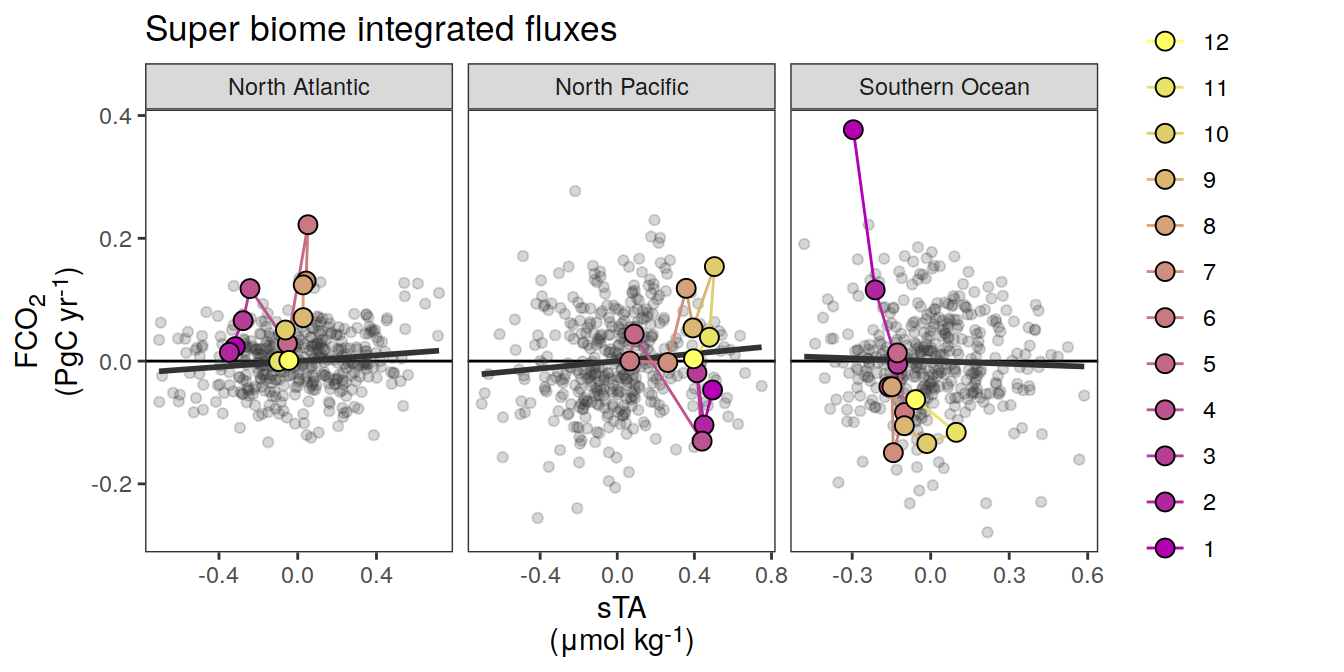 Super biome integrated fluxes
North Atlantic
North Pacific
Southern Ocean
FCO₂
(PgC yr⁻¹)
0.4
0.2
0.0
-0.2
-0.4 0.0 0.4
-0.4 0.0 0.4 0.8
-0.3 0.0 0.3 0.6
sTA
(µmol kg⁻¹)
12
11
10
9
8
7
6
5
4
3
2
1